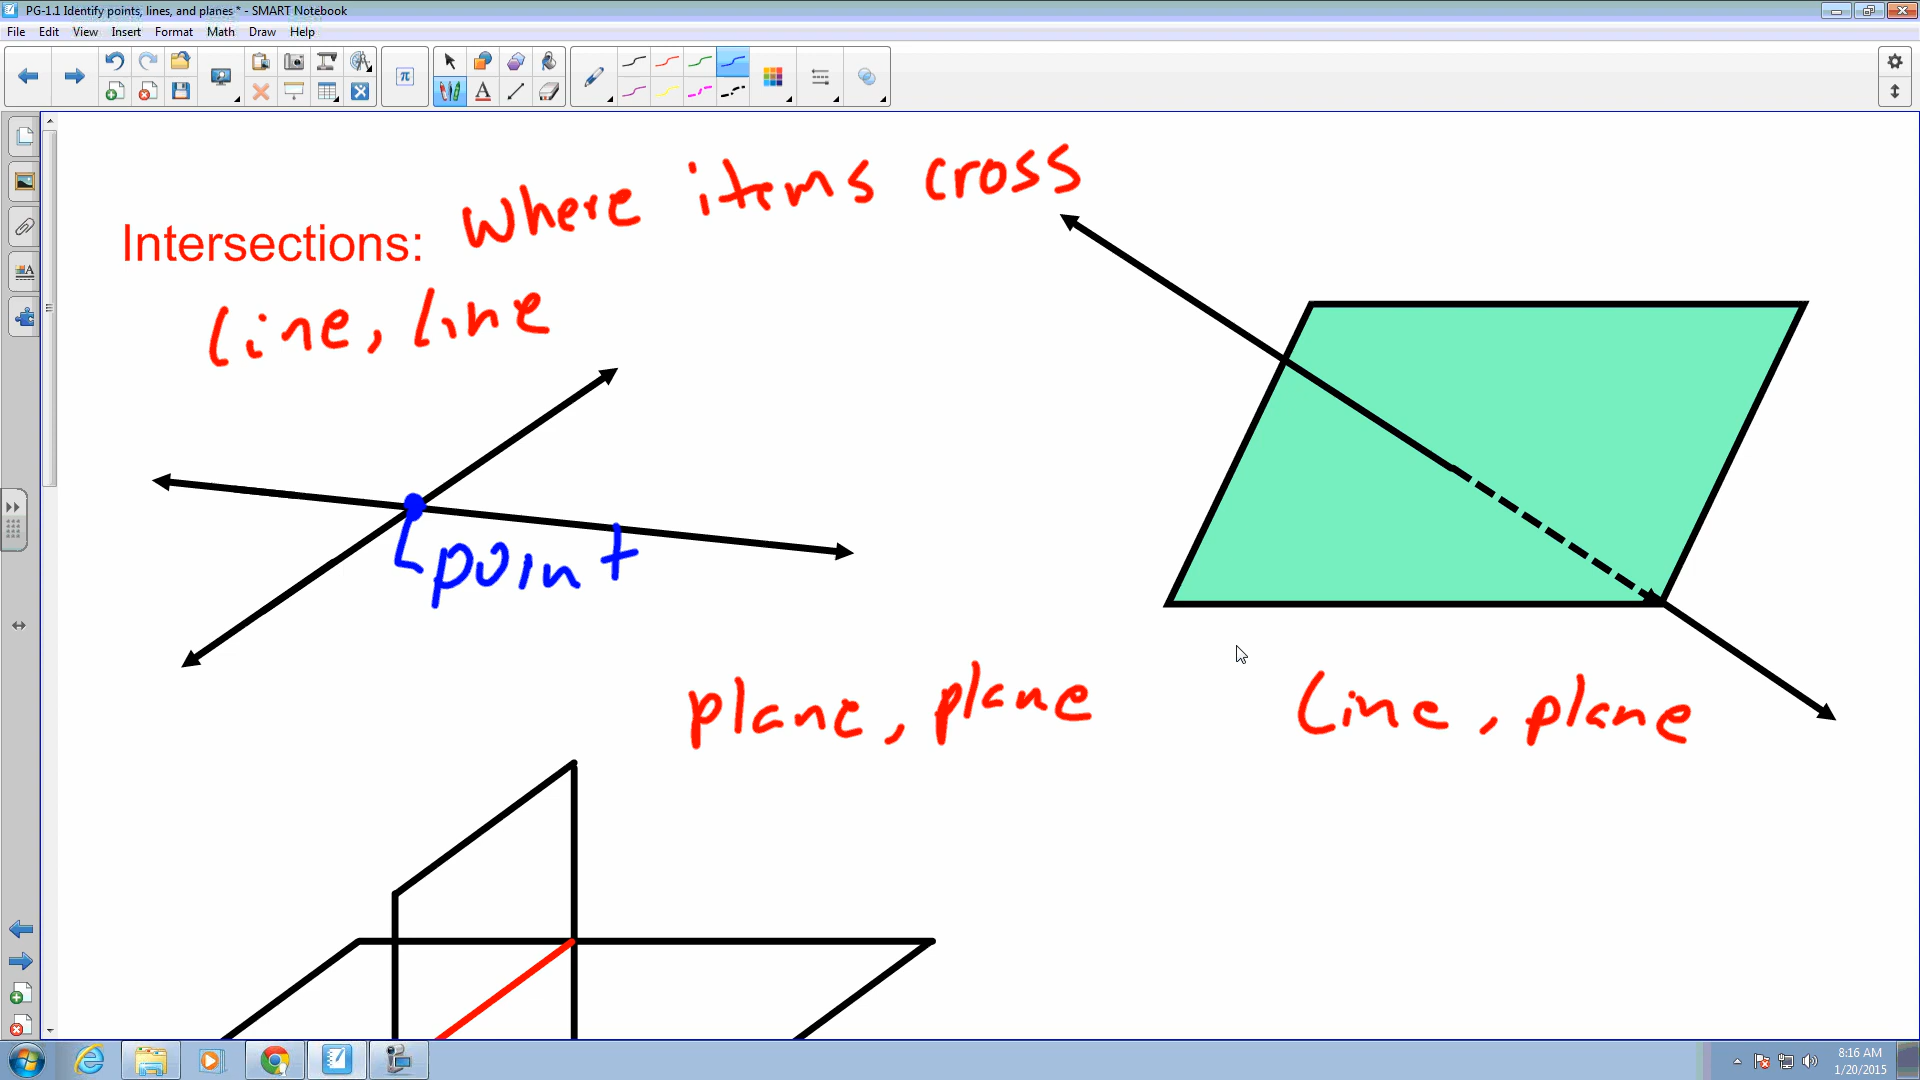 PG-1.1 Identify points, lines, and planes * - SMART Notebook
File Edit View Insert Format Math Draw Help
where items cross
Intersections:
line, line
point
plane, plane
line, plane
8:16 AM
1/20/2015